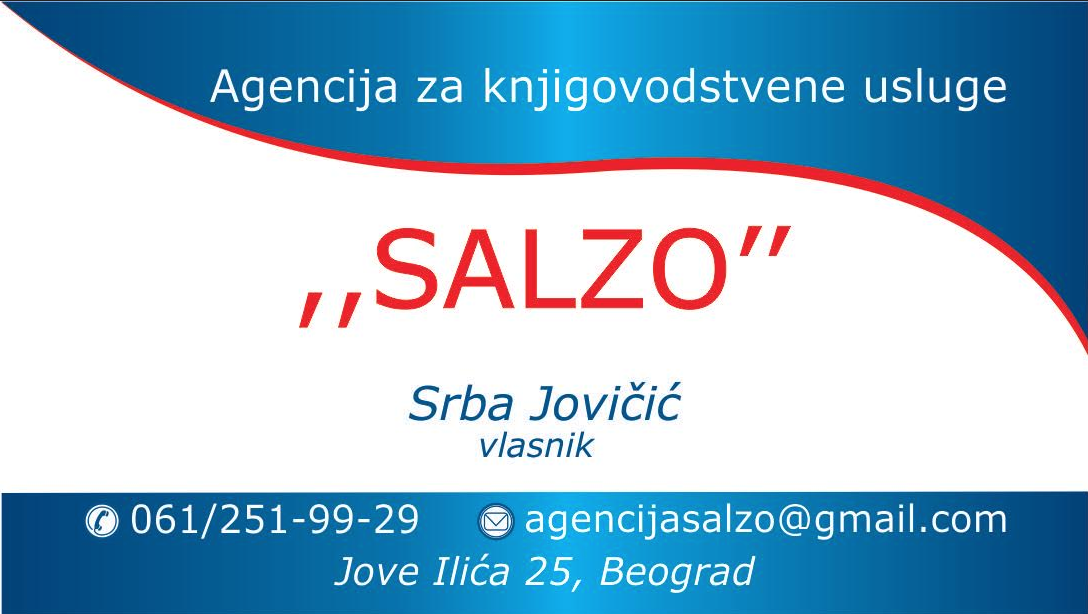 Agencija za knjigovodstvene usluge
,,SALZO”
Srba Jovičić
vlasnik
061/251-99-29 agencijasalzo@gmail.com
Jove Ilića 25, Beograd